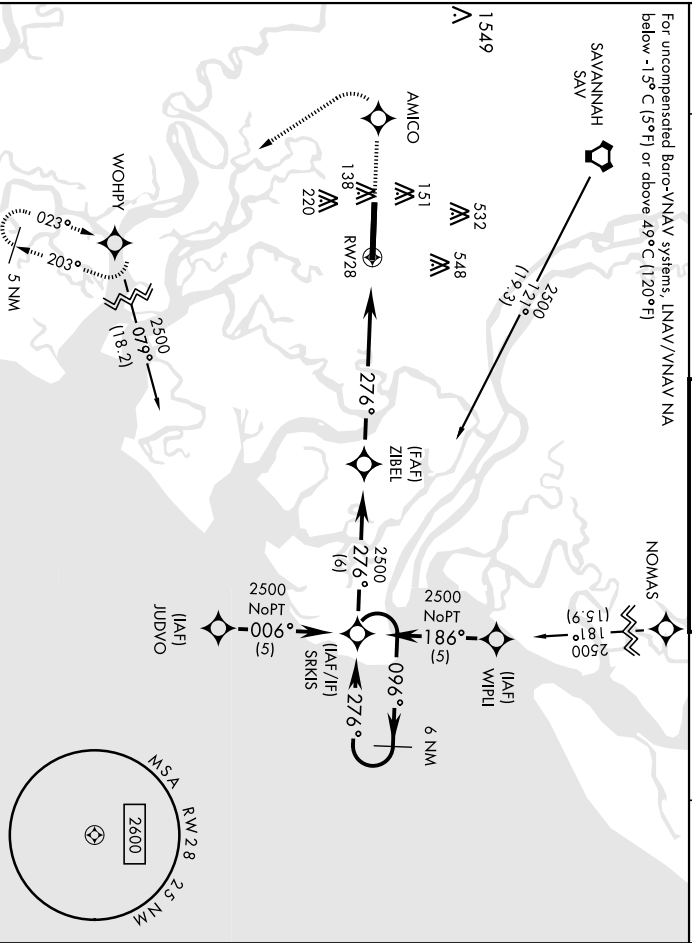 For uncompensated Baro-VNAV systems, LNAV/VNAV NA
below -15°C (5°F) or above 49°C (120°F)
1549
SAVANNAH
SAV
2500
121°
(19.3)
NOMAS
2500
181°
(15.9)
AMICO
532
548
151
138
220
RW28
276°
(FAF)
ZIBEL
2500
276°
(6)
2500
NoPT
186°
(5)
(IAF)
WIPLI
(IAF/IF)
SRKIS
096°
276°
6 NM
2500
NoPT
006°
(5)
(IAF)
JUDVO
WOHPY
023°
203°
5 NM
2500
079°
(18.2)
MSA RW28 25 NM
2600